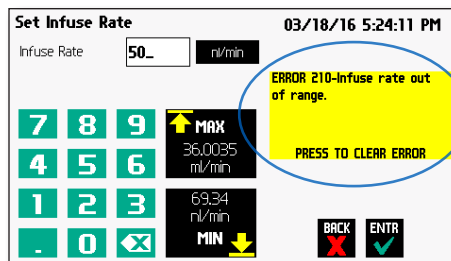 Set Infuse Rate 03/18/16 5:24:11 PM
Infuse Rate 50_ nl/min
ERROR 210-Infuse rate out
of range.
PRESS TO CLEAR ERROR
7 8 9 MAX
36.0035
ml/min
4 5 6
1 2 3 69.34
nl/min
. 0 MIN
BACK ENTR